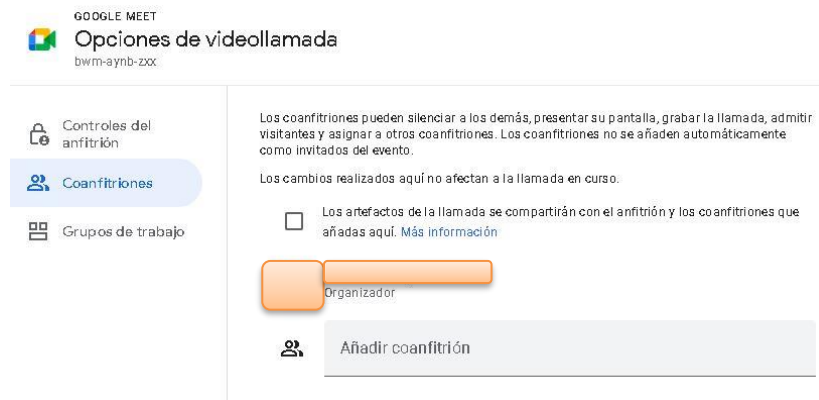 GOOGLE MEET
Opciones de videollamada
bwm-aynb-zxx
Controles del
anfitrión
Coanfitriones
Grupos de trabajo
Los coanfitriones pueden silenciar a los demás, presentar su pantalla, grabar la llamada, admitir
visitantes y asignar a otros coanfitriones. Los coanfitriones no se añaden automáticamente
como invitados del evento.
Los cambios realizados aquí no afectan a la llamada en curso.
Los artefactos de la llamada se compartirán con el anfitrión y los coanfitriones que
añadas aquí. Más información
Organizador
Añadir coanfitrión